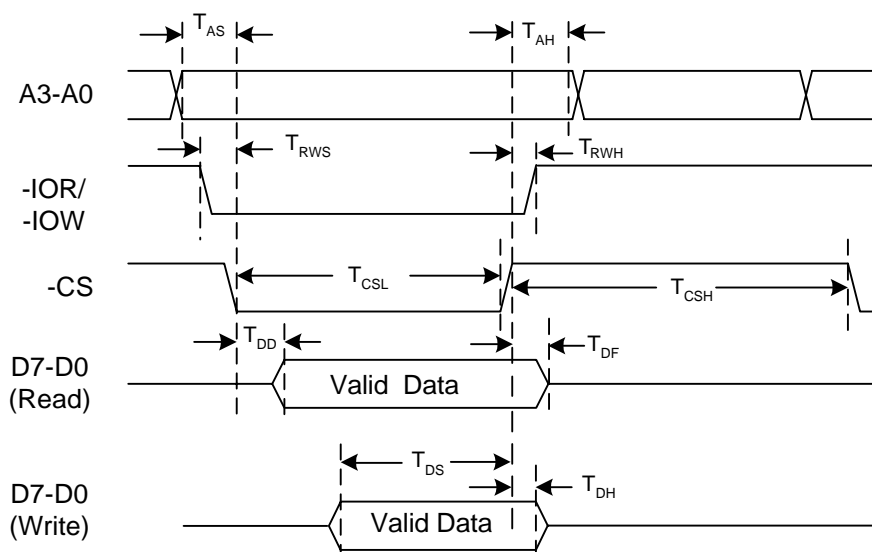 T_AS
T_AH
A3-A0
T_RWS
T_RWH
-IOR/
-IOW
-CS
T_CSL
T_CSH
T_DD
T_DF
D7-D0
(Read)
Valid Data
T_DS
T_DH
D7-D0
(Write)
Valid Data